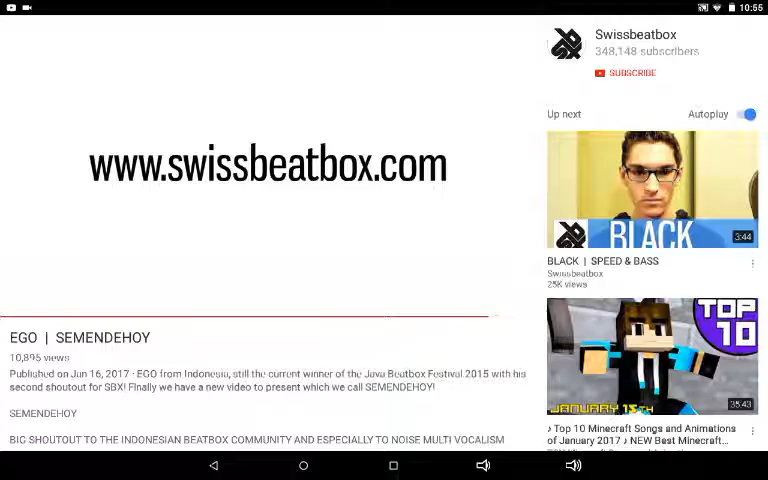 10:55
www.swissbeatbox.com
EGO | SEMENDEHOY
10,895 views
Published on Jun 16, 2017 · EGO from Indonesia, still the current winner of the Java Beatbox Festival 2015 with his
second shoutout for SBX! Finally we have a new video to present which we call SEMENDEHOY!
SEMENDEHOY
BIG SHOUTOUT TO THE INDONESIAN BEATBOX COMMUNITY AND ESPECIALLY TO NOISE MULTI VOCALISM
Swissbeatbox
348,148 subscribers
SUBSCRIBE
Up next
Autoplay
BLACK
3:44
BLACK | SPEED & BASS
Swissbeatbox
25K views
TOP
10
JANUARY 15TH
35:43
♪ Top 10 Minecraft Songs and Animations
of January 2017 ♪ NEW Best Minecraft...